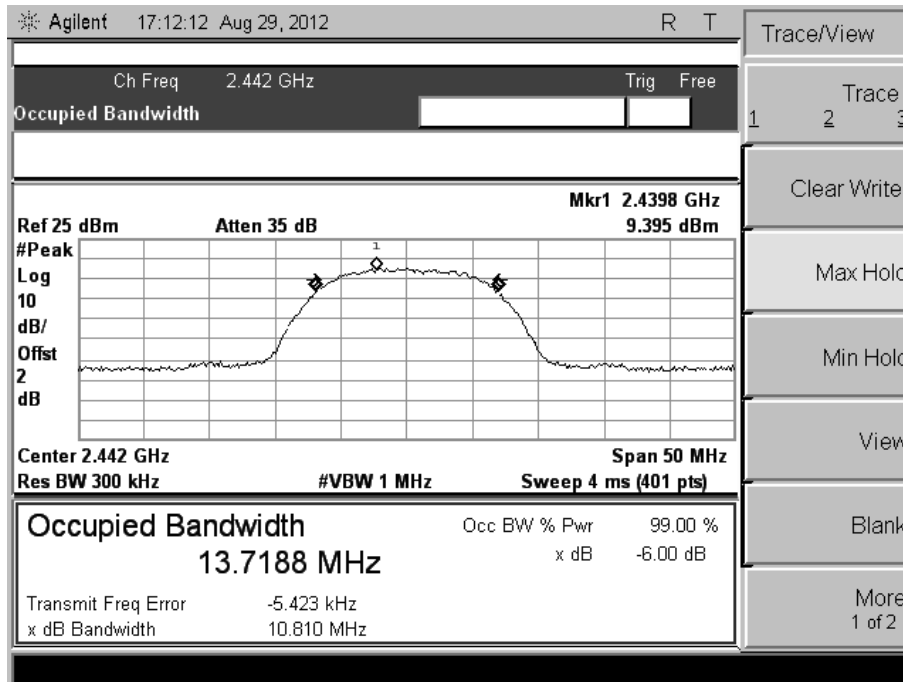 Agilent 17:12:12 Aug 29, 2012 R T
Ch Freq 2.442 GHz Trig Free
Occupied Bandwidth
Mkr1 2.4398 GHz
Ref 25 dBm Atten 35 dB 9.395 dBm
#Peak
Log
10
dB/
Offset
2
dB
1
Center 2.442 GHz Span 50 MHz
Res BW 300 kHz #VBW 1 MHz Sweep 4 ms (401 pts)
Occupied Bandwidth Occ BW % Pwr 99.00 %
13.7188 MHz x dB -6.00 dB
Transmit Freq Error -5.423 kHz
x dB Bandwidth 10.810 MHz
Trace/View
Trace
1 2 3
Clear Write
Max Hold
Min Hold
View
Blank
More
1 of 2